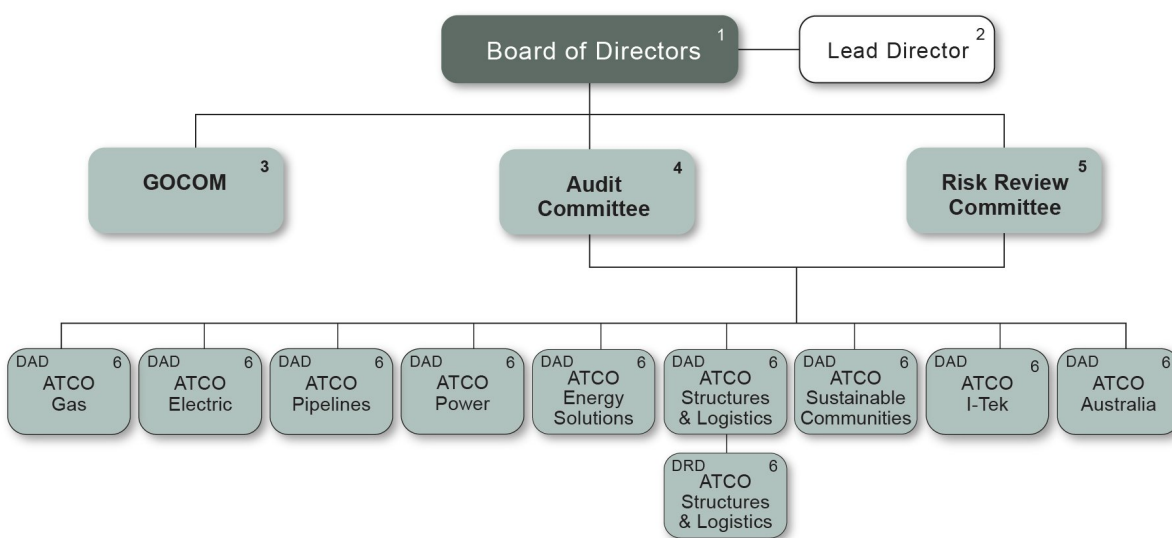 Board of Directors 1
Lead Director 2
GOCOM 3
Audit 4
Committee
Risk Review 5
Committee
DAD 6
ATCO
Gas
DAD 6
ATCO
Electric
DAD 6
ATCO
Pipelines
DAD 6
ATCO
Power
DAD 6
ATCO
Energy
Solutions
DAD 6
ATCO
Structures
& Logistics
DAD 6
ATCO
Sustainable
Communities
DAD 6
ATCO
I-Tek
DAD 6
ATCO
Australia
DRD 6
ATCO
Structures
& Logistics